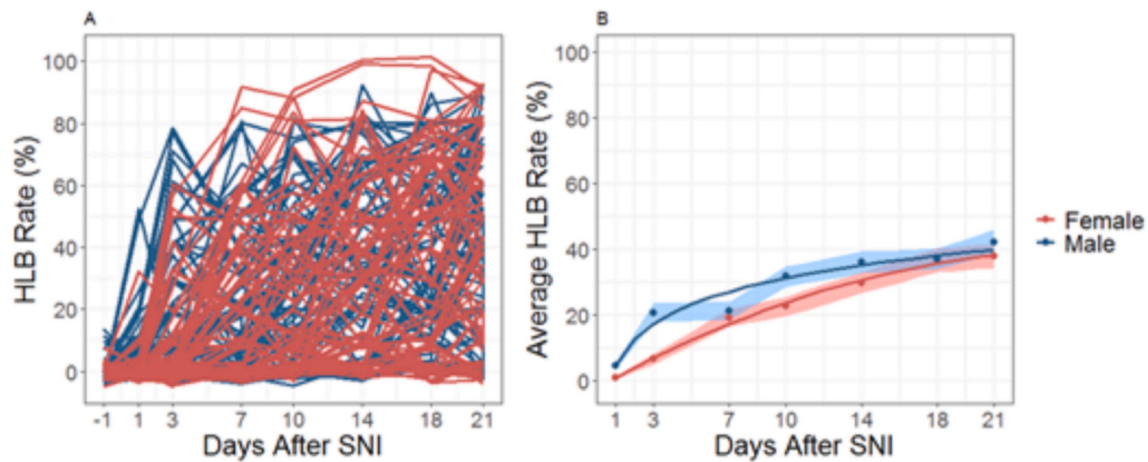 A
HLB Rate (%)
100
80
60
40
20
0
-1 1 3 7 10 14 18 21
Days After SNI
B
Average HLB Rate (%)
100
80
60
40
20
0
1 3 7 10 14 18 21
Days After SNI
Female
Male